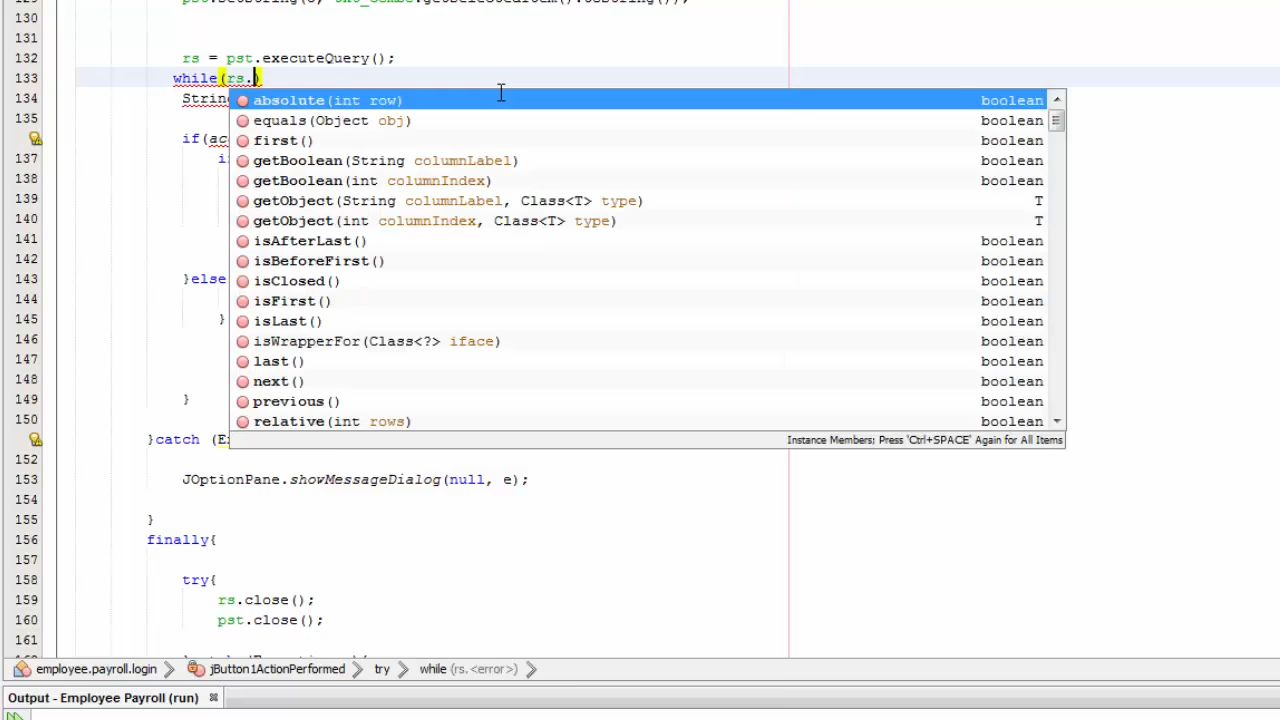 130
131
132 rs = pst.executeQuery();
133 while(rs.)
134 Strin
135
if(ac
137 i
138
139
140
141
142
143 }else
144
145 }
146
147
148
149 }
150
}catch (E
152
153 JOptionPane.showMessageDialog(null, e);
154
155 }
156 finally{
157
158 try{
159 rs.close();
160 pst.close();
161
absolute(int row) boolean
equals(Object obj) boolean
first() boolean
getBoolean(String columnLabel) boolean
getBoolean(int columnIndex) boolean
getObject(String columnLabel, Class<T> type) T
getObject(int columnIndex, Class<T> type) T
isAfterLast() boolean
isBeforeFirst() boolean
isClosed() boolean
isFirst() boolean
isLast() boolean
isWrapperFor(Class<?> iface) boolean
last() boolean
next() boolean
previous() boolean
relative(int rows) boolean
Instance Members; Press 'Ctrl+SPACE' Again for All Items
employee.payroll.login jButton1ActionPerformed try while (rs.<error>)
Output - Employee Payroll (run)